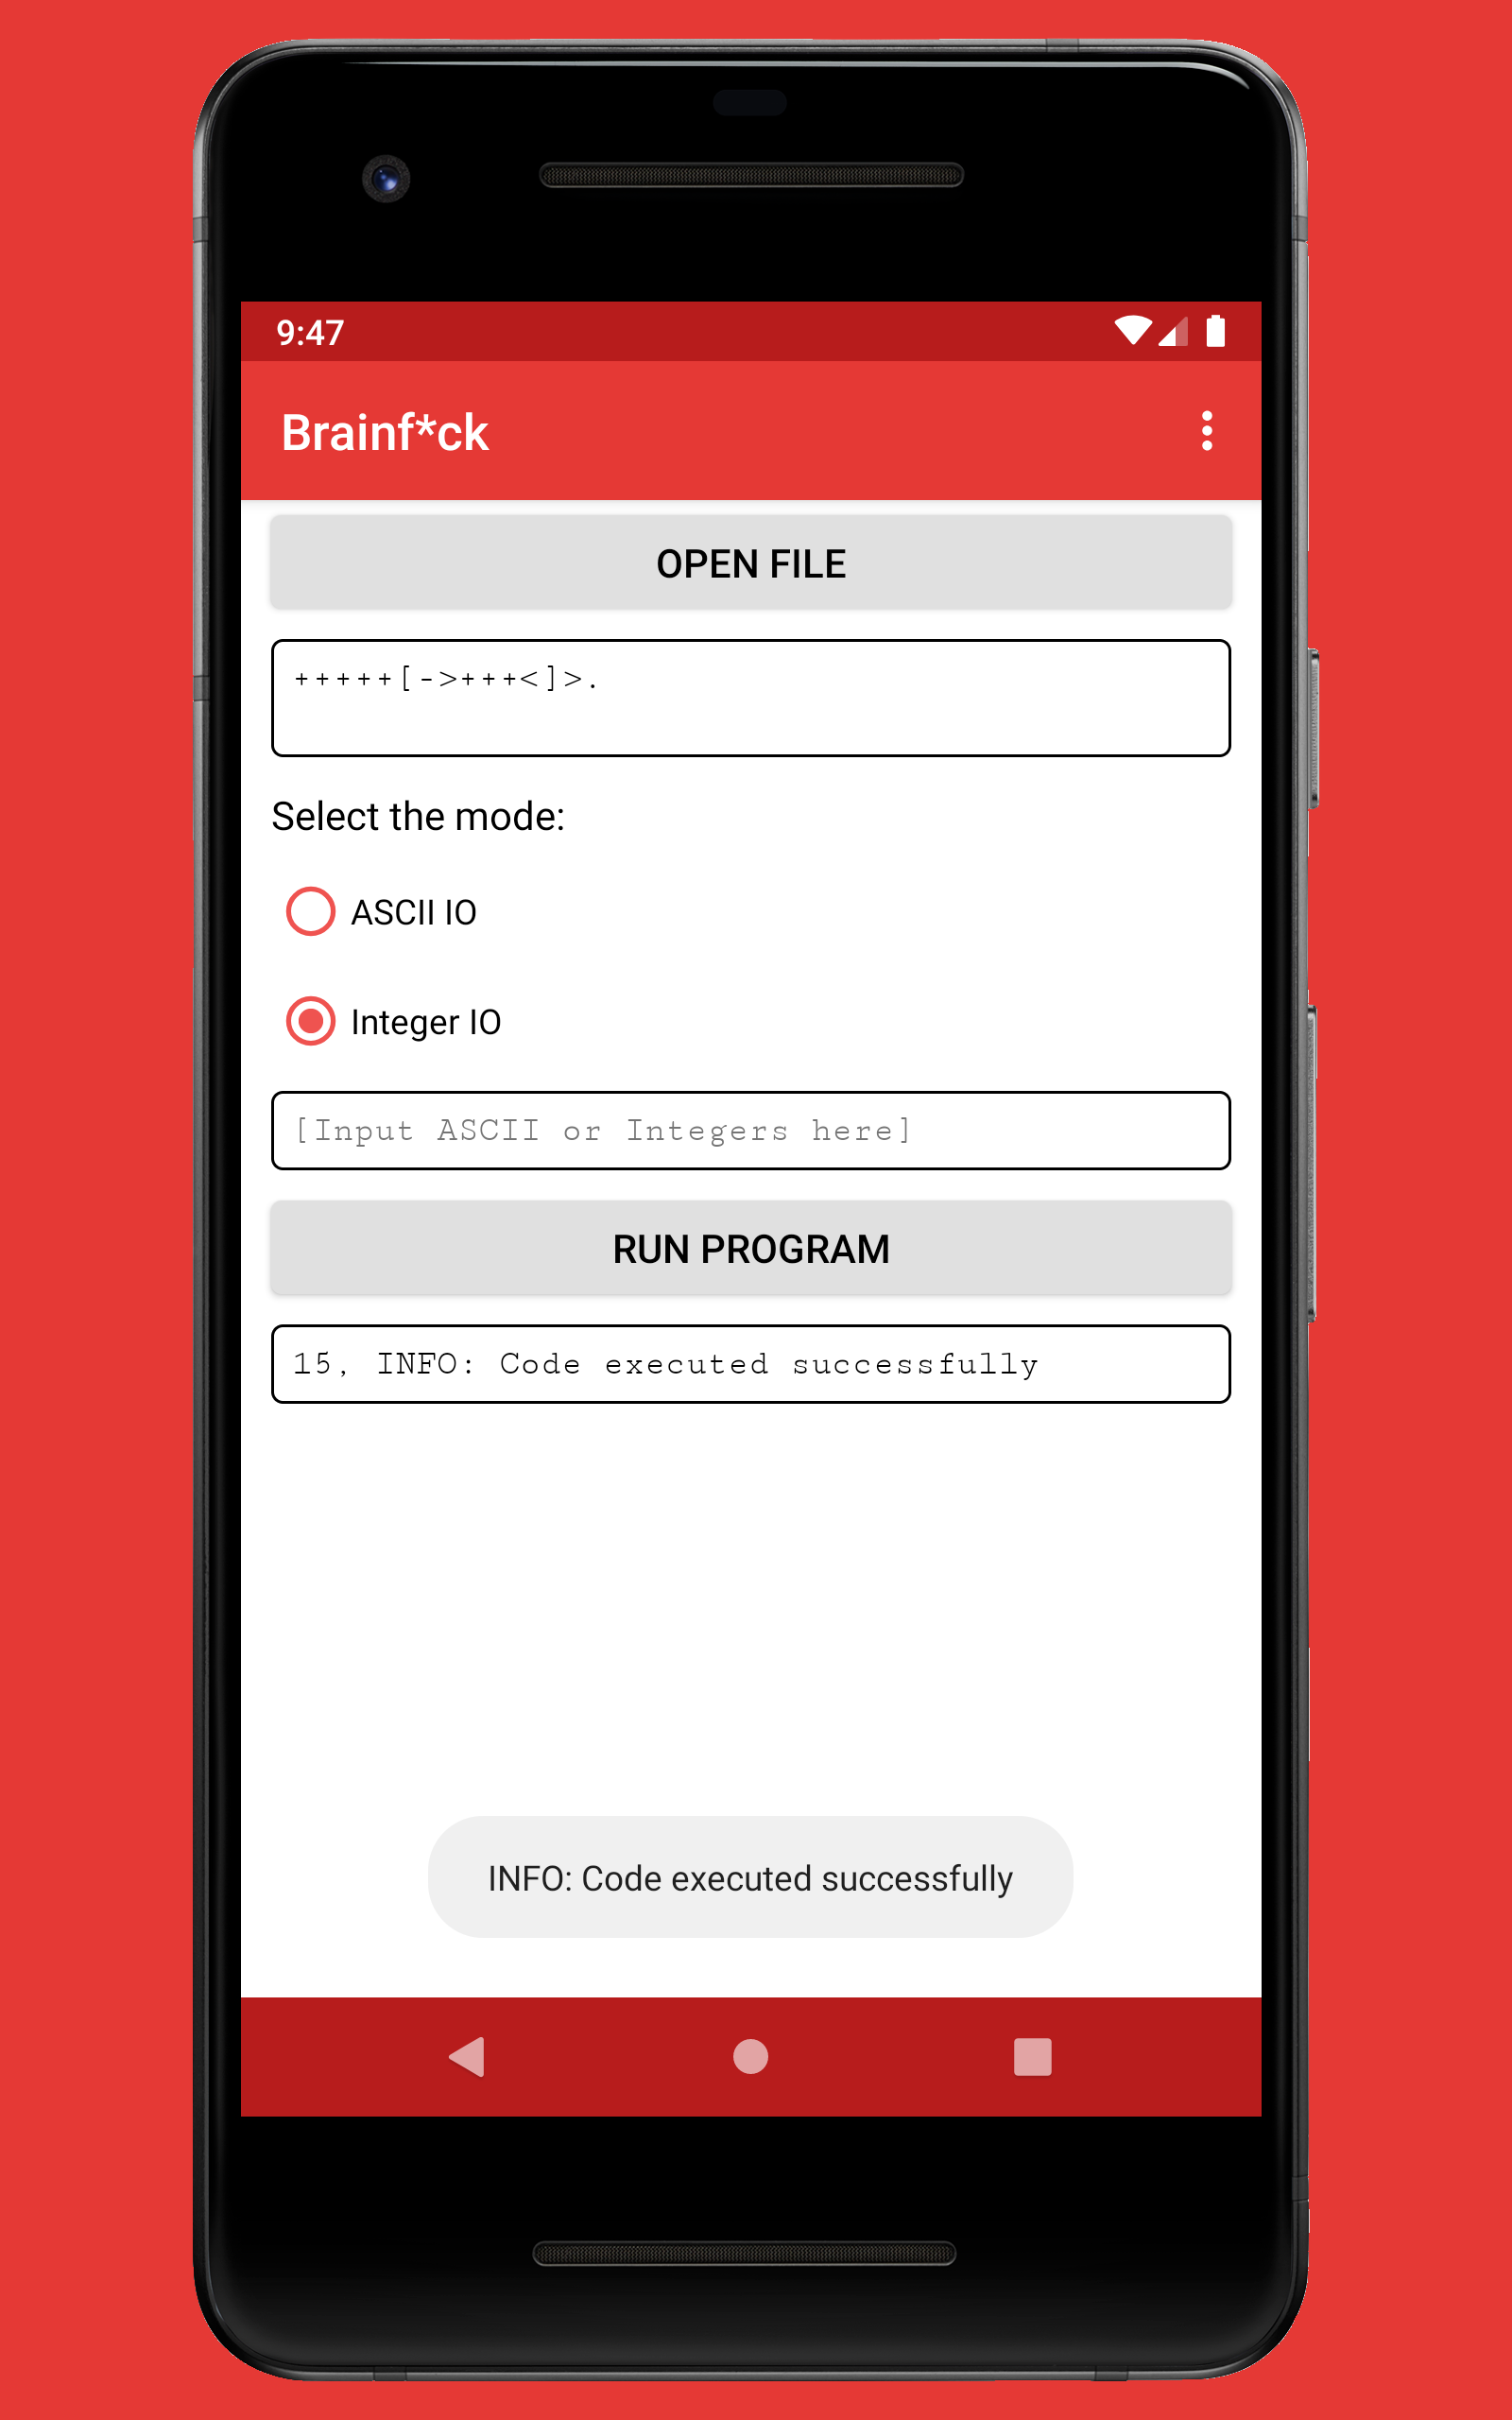 9:47
Brainf*ck
OPEN FILE
+++++[->+++<]>.
Select the mode:
ASCII IO
Integer IO
[Input ASCII or Integers here]
RUN PROGRAM
15, INFO: Code executed successfully
INFO: Code executed successfully